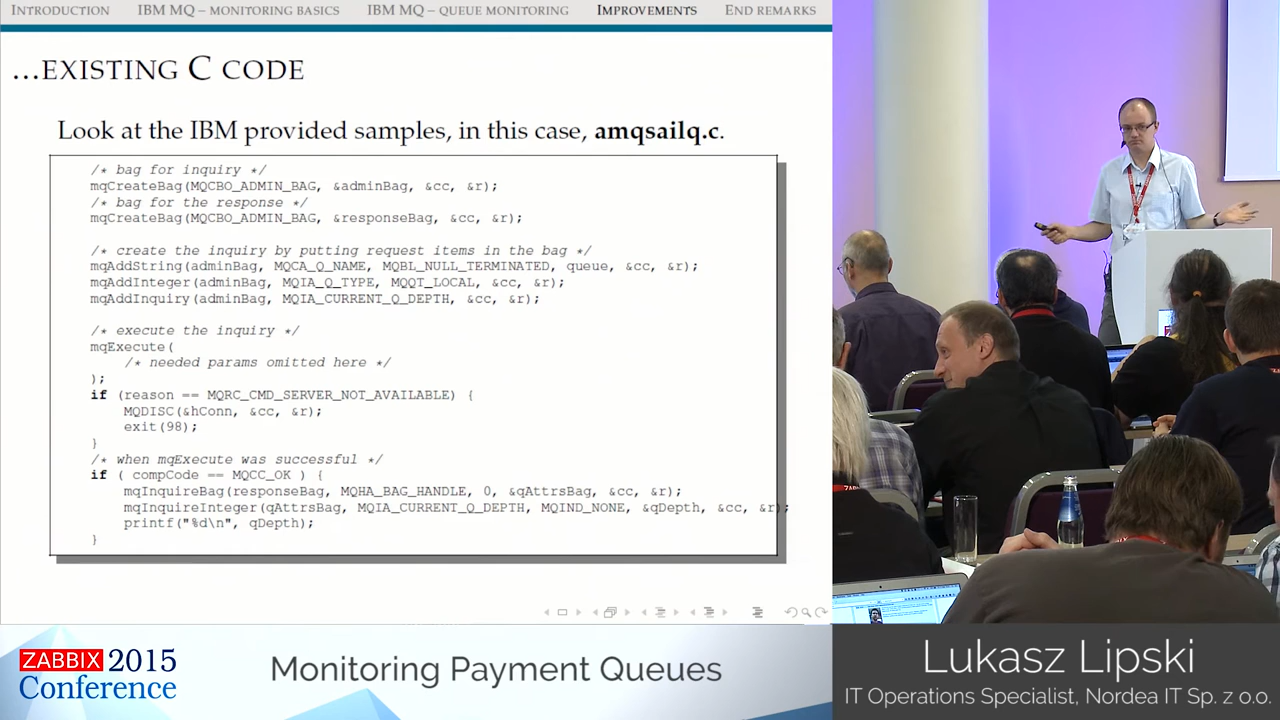 INTRODUCTION IBM MQ – MONITORING BASICS IBM MQ – QUEUE MONITORING IMPROVEMENTS END REMARKS
...EXISTING C CODE
Look at the IBM provided samples, in this case, amqsailq.c.
/* bag for inquiry */
mqCreateBag(MQCBO_ADMIN_BAG, &adminBag, &cc, &r);
/* bag for the response */
mqCreateBag(MQCBO_ADMIN_BAG, &responseBag, &cc, &r);
/* create the inquiry by putting request items in the bag */
mqAddString(adminBag, MQCA_Q_NAME, MQBL_NULL_TERMINATED, queue, &cc, &r);
mqAddInteger(adminBag, MQIA_Q_TYPE, MQQT_LOCAL, &cc, &r);
mqAddInquiry(adminBag, MQIA_CURRENT_Q_DEPTH, &cc, &r);
/* execute the inquiry */
mqExecute(
/* needed params omitted here */
);
if (reason == MQRC_CMD_SERVER_NOT_AVAILABLE) {
MQDISC(&hConn, &cc, &r);
exit(98);
}
/* when mqExecute was successful */
if ( compCode == MQCC_OK ) {
mqInquireBag(responseBag, MQHA_BAG_HANDLE, 0, &qAttrsBag, &cc, &r);
mqInquireInteger(qAttrsBag, MQIA_CURRENT_Q_DEPTH, MQIND_NONE, &qDepth, &cc, &r);
printf("%d\n", qDepth);
}
ZABBIX 2015
Conference
Monitoring Payment Queues
Lukasz Lipski
IT Operations Specialist, Nordea IT Sp. z o.o.